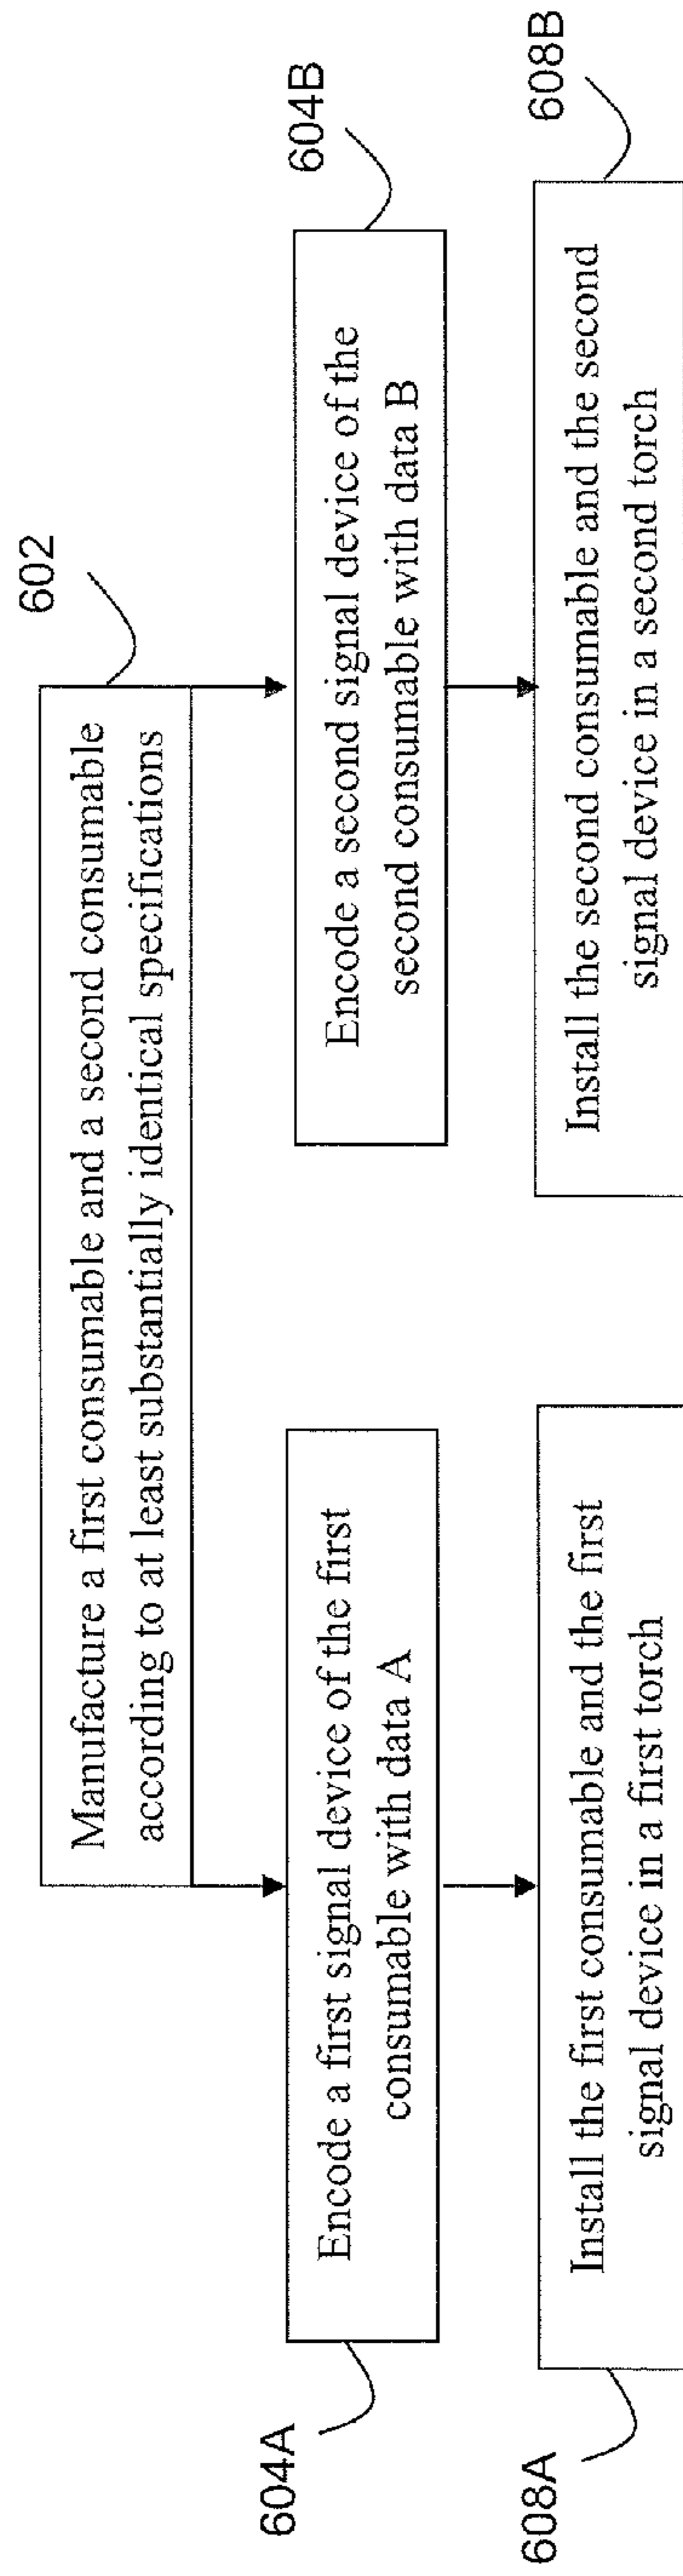 602
Manufacture a first consumable and a second consumable
according to at least substantially identical specifications
604A
Encode a first signal device of the first
consumable with data A
604B
Encode a second signal device of the
second consumable with data B
608A
Install the first consumable and the first
signal device in a first torch
608B
Install the second consumable and the second
signal device in a second torch